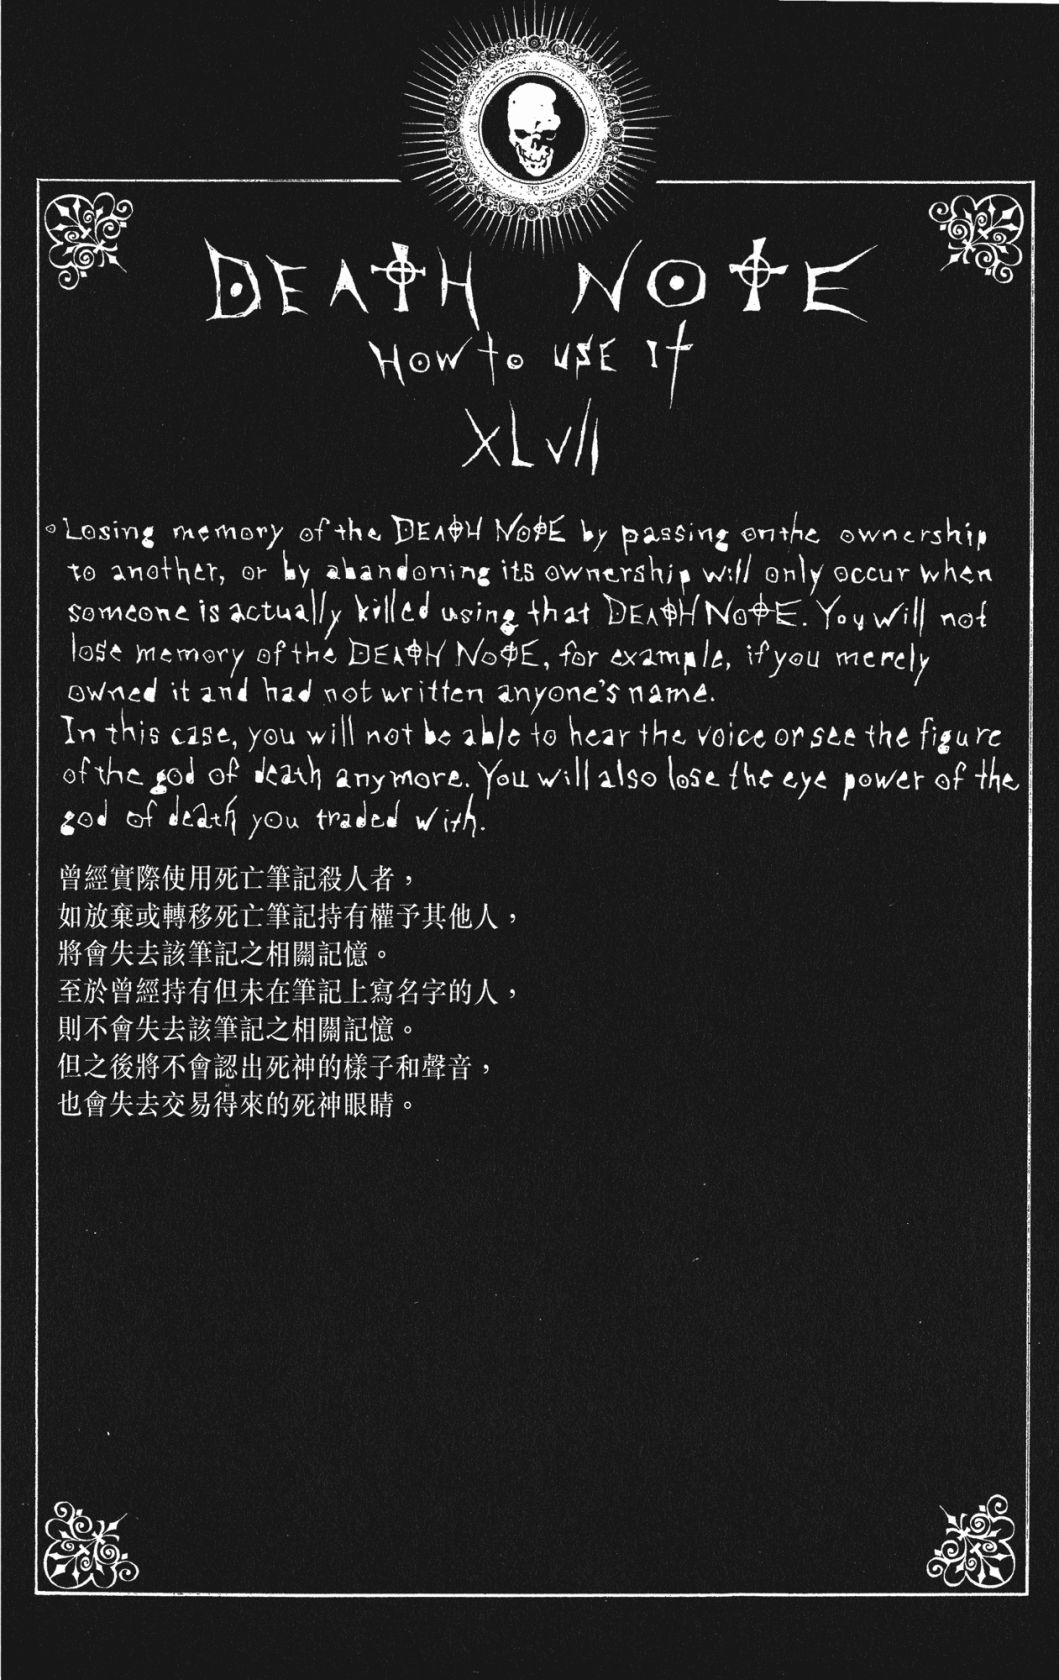 DEATH NOTE
HOW to USE It
XLVII
Losing memory of the DEATH NOTE by passing on the ownership
to another, or by abandoning its ownership will only occur when
someone is actually killed using that DEATH NOTE. You will not
lose memory of the DEATH NOTE, for example, if you merely
owned it and had not written anyone's name.
In this case, you will not be able to hear the voice or see the figure
of the god of death anymore. You will also lose the eye power of the
god of death you traded with.
曾經實際使用死亡筆記殺人者，
如放棄或轉移死亡筆記持有權予其他人，
將會失去該筆記之相關記憶。
至於曾經持有但未在筆記上寫名字的人，
則不會失去該筆記之相關記憶。
但之後將不會認出死神的樣子和聲音，
也會失去交易得來的死神眼睛。